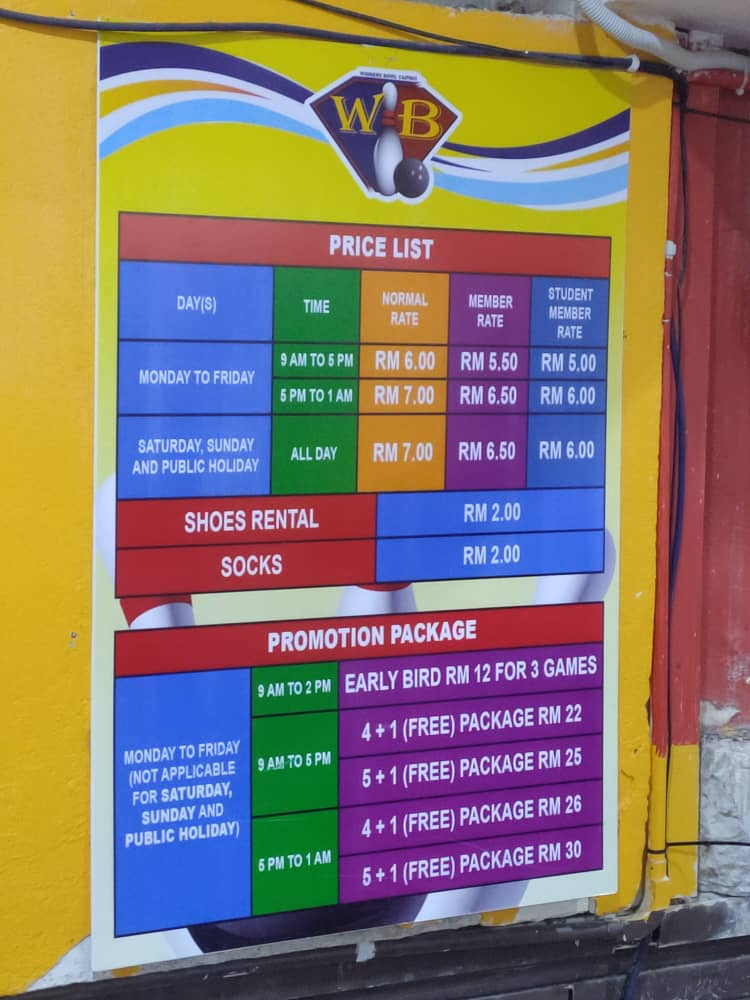 WINNERS BOWL TAIPING
WB
PRICE LIST
DAY(S) TIME NORMAL RATE MEMBER RATE STUDENT MEMBER RATE
MONDAY TO FRIDAY 9 AM TO 5 PM RM 6.00 RM 5.50 RM 5.00
5 PM TO 1 AM RM 7.00 RM 6.50 RM 6.00
SATURDAY, SUNDAY AND PUBLIC HOLIDAY ALL DAY RM 7.00 RM 6.50 RM 6.00
SHOES RENTAL RM 2.00
SOCKS RM 2.00
PROMOTION PACKAGE
MONDAY TO FRIDAY
(NOT APPLICABLE
FOR SATURDAY,
SUNDAY AND
PUBLIC HOLIDAY)
9 AM TO 2 PM EARLY BIRD RM 12 FOR 3 GAMES
9 AM TO 5 PM 4 + 1 (FREE) PACKAGE RM 22
5 + 1 (FREE) PACKAGE RM 25
5 PM TO 1 AM 4 + 1 (FREE) PACKAGE RM 26
5 + 1 (FREE) PACKAGE RM 30